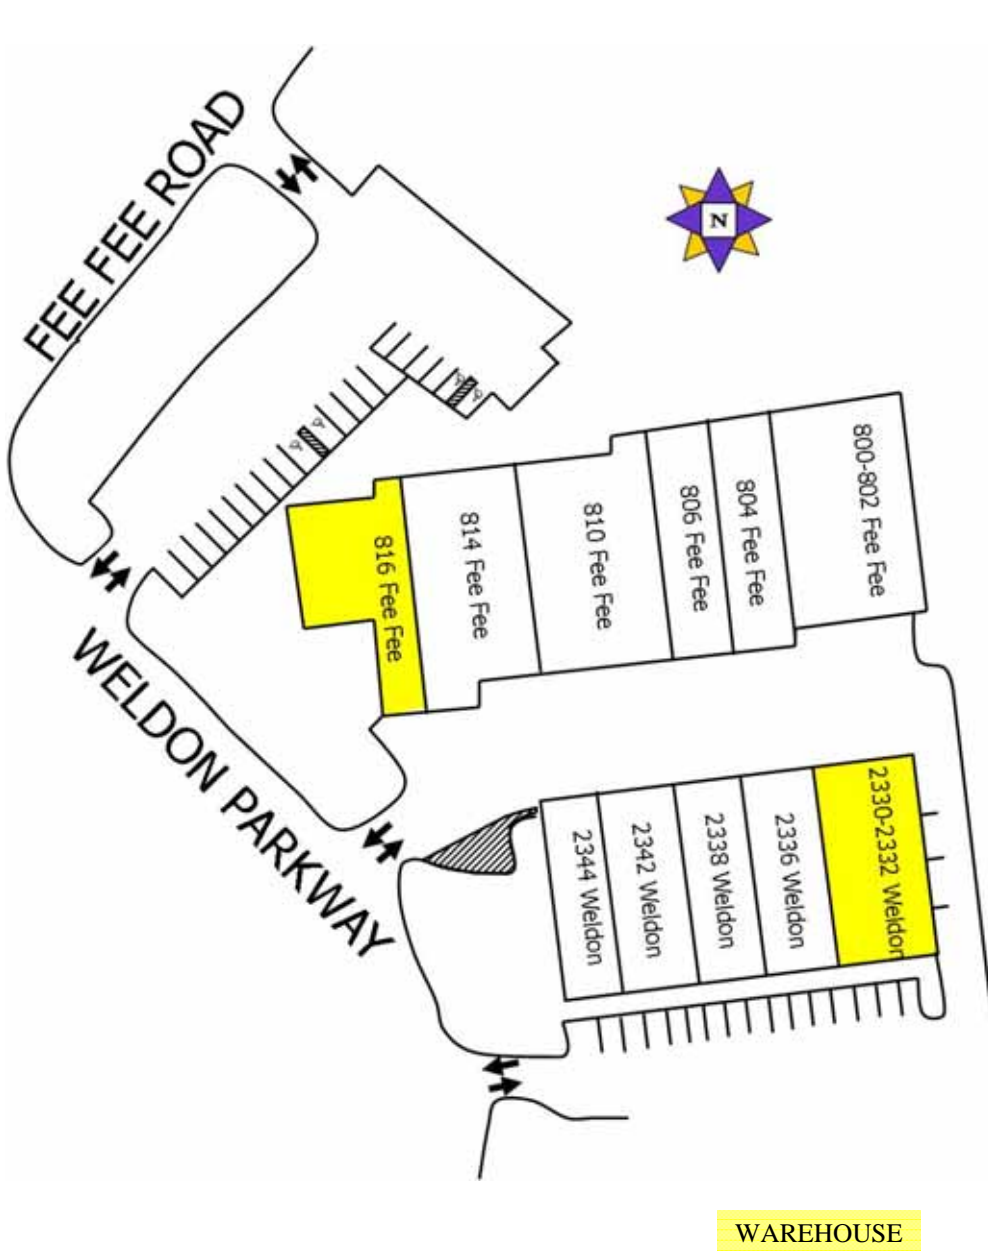 FEE FEE ROAD
N
800-802 Fee Fee
804 Fee Fee
806 Fee Fee
810 Fee Fee
814 Fee Fee
816 Fee Fee
WELDON PARKWAY
2330-2332 Weldon
2336 Weldon
2338 Weldon
2342 Weldon
2344 Weldon
WAREHOUSE